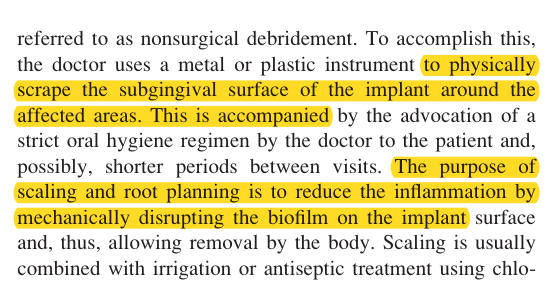 referred to as nonsurgical debridement. To accomplish this,
the doctor uses a metal or plastic instrument to physically
scrape the subgingival surface of the implant around the
affected areas. This is accompanied by the advocation of a
strict oral hygiene regimen by the doctor to the patient and,
possibly, shorter periods between visits. The purpose of
scaling and root planning is to reduce the inflammation by
mechanically disrupting the biofilm on the implant surface
and, thus, allowing removal by the body. Scaling is usually
combined with irrigation or antiseptic treatment using chlo-